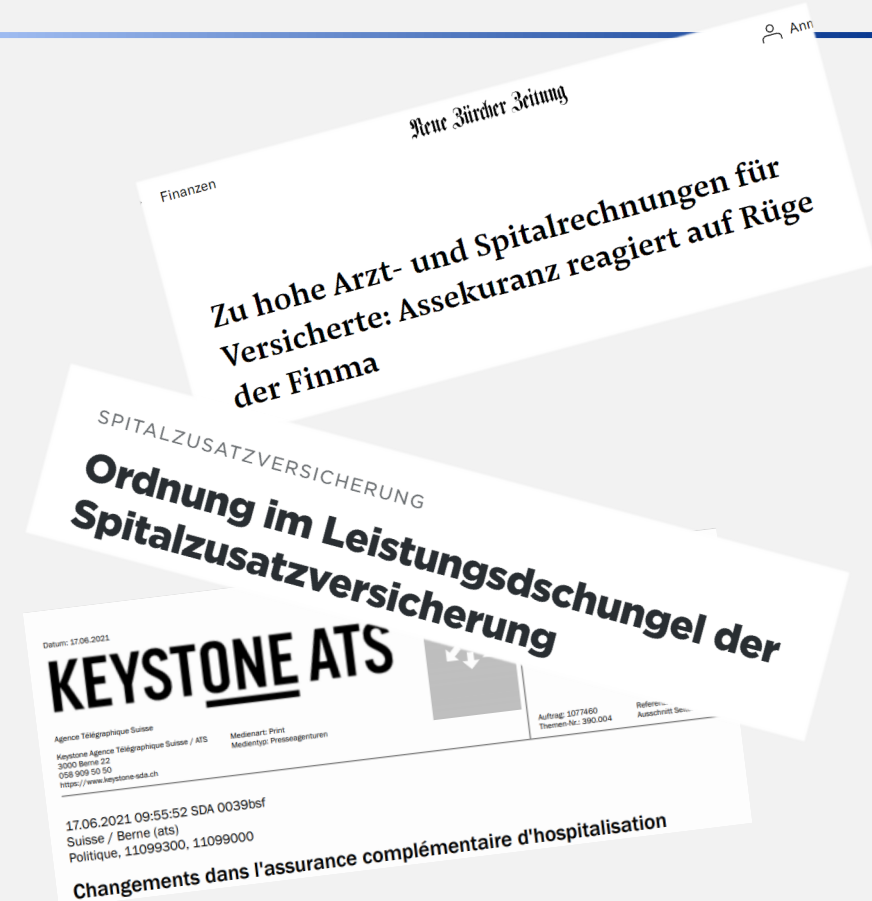 Neue Zürcher Zeitung
Finanzen
Zu hohe Arzt- und Spitalrechnungen für
Versicherte: Assekuranz reagiert auf Rüge
der Finma
SPITALZUSATZVERSICHERUNG
Ordnung im Leistungsdschungel der
Spitalzusatzversicherung
Datum: 17.06.2021
KEYSTONE ATS
Agence Télégraphique Suisse
Keystone Agence Télégraphique Suisse / ATS
3000 Berne 22
058 909 50 50
https://www.keystone-sda.ch
Medienart: Print
Medientyp: Presseagenturen
Auftrag: 1077460
Themen-Nr.: 390.004
Ausschnitt
17.06.2021 09:55:52 SDA 0039bsf
Suisse / Berne (ats)
Politique, 11099300, 11099000
Changements dans l'assurance complémentaire d'hospitalisation